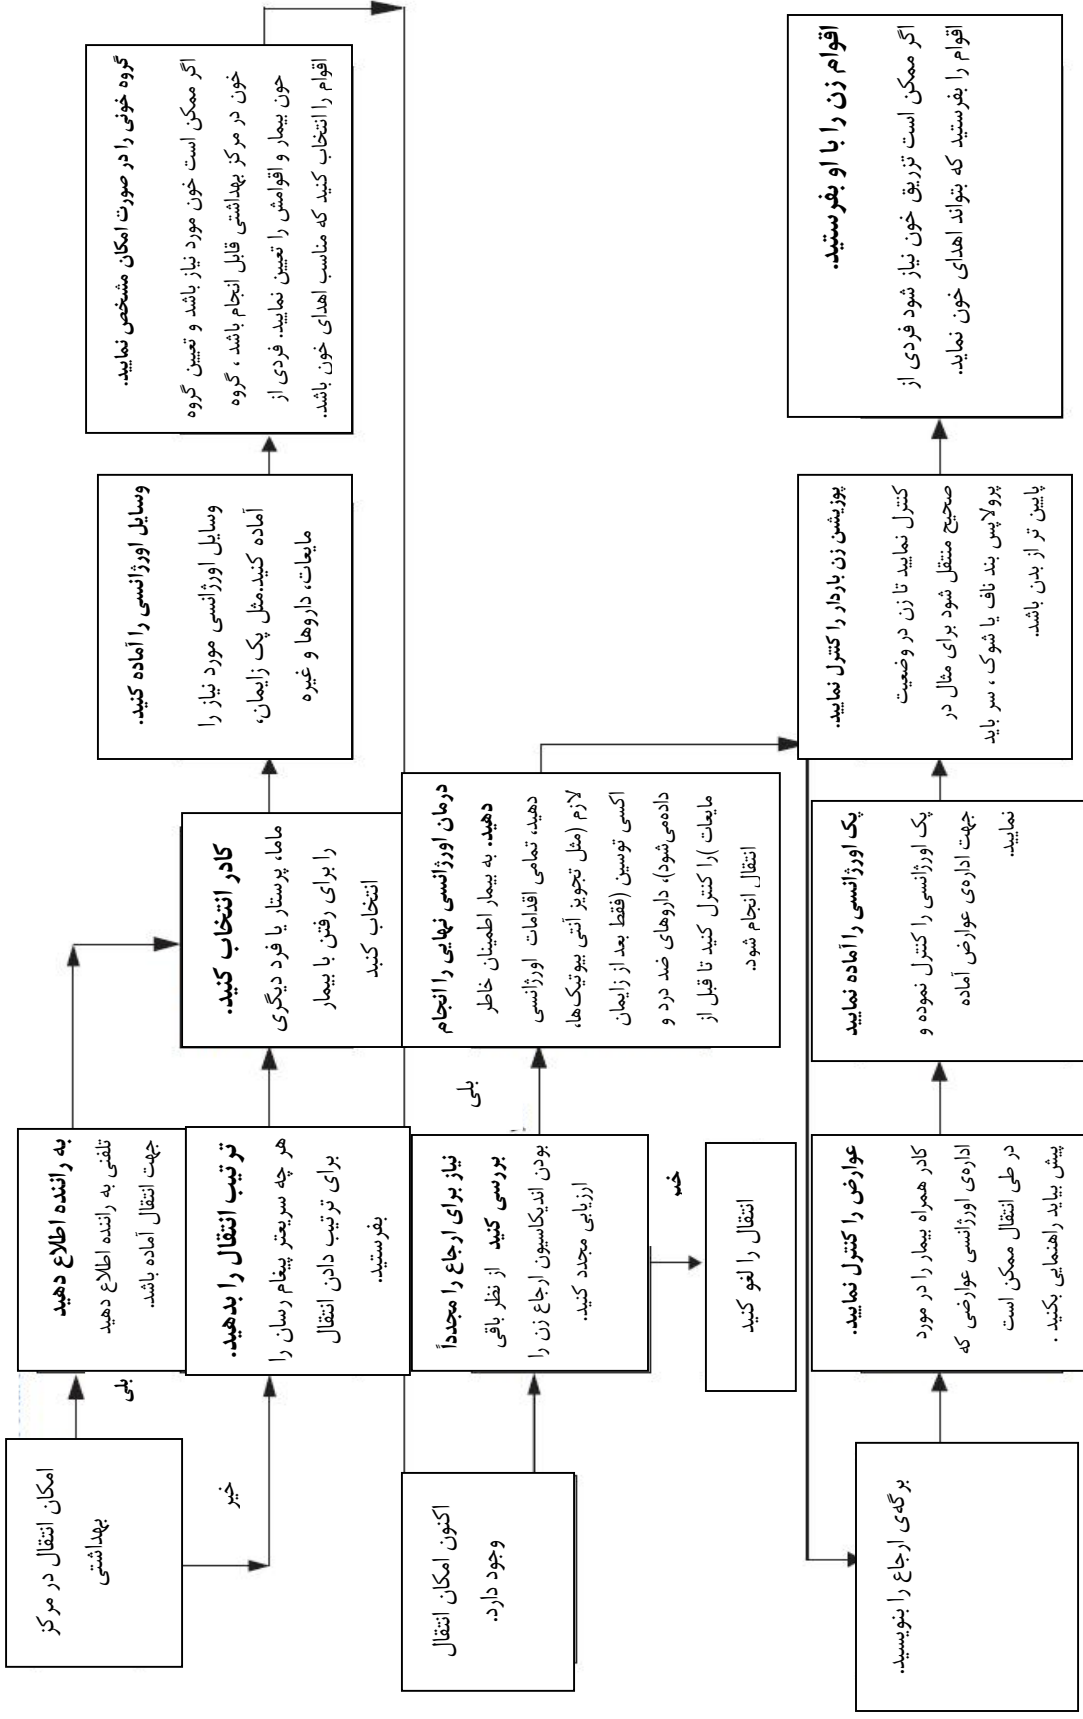 امکان انتقال در مرکز
بهداشتی
بلی
خیر
به راننده اطلاع دهید
تلفنی به راننده اطلاع دهید
جهت انتقال آماده باشد.
ترتیب انتقال را بدهید.
هر چه سریعتر پیغام رسان را
برای ترتیب دادن انتقال
بفرستید.
کادر انتخاب کنید.
ماما، پرستار یا فرد دیگری
را برای رفتن با بیمار
انتخاب کنبد
وسایل اورژانسی را آماده کنید.
وسایل اورژانسی مورد نیاز را
آماده کنید.مثل پک زایمان،
مایعات، داروها و غیره
گروه خونی را در صورت امکان مشخص نمایید.
اگر ممکن است خون مورد نیاز باشد و تعیین گروه
خون در مرکز بهداشتی قابل انجام باشد ، گروه
خون بیمار و اقوامش را تعیین نمایید. فردی از
اقوام را انتخاب کنید که مناسب اهدای خون باشد.
اکنون امکان انتقال
وجود دارد.
نیاز برای ارجاع را مجدداً
بررسی کنید از نظر باقی
بودن اندیکاسیون ارجاع زن را
ارزیابی مجدد کنید.
بلی
خیر
انتقال را لغو کنید
درمان اورژانسی نهایی را انجام
دهید. به بیمار اطمینان خاطر
دهید، تمامی اقدامات اورژانسی
لازم (مثل تجویز آنتی بیوتیک‌ها،
اکسی توسین (فقط بعد از زایمان
داده‌می‌شود)، داروهای ضد درد و
مایعات )را کنترل کنید تا قبل از
انتقال انجام شود.
برگه‌ی ارجاع را بنویسید.
عوارض را کنترل نمایید.
کادر همراه بیمار را در مورد
اداره‌ی اورژانسی عوارضی که
در طی انتقال ممکن است
پیش بیاید راهنمایی بکنید .
پک اورژانسی را آماده نمایید
پک اورژانسی را کنترل نموده و
جهت اداره‌ی عوارض آماده
نمایید.
پوزیشن زن باردار را کنترل نمایید.
کنترل نمایید تا زن در وضعیت
صحیح منتقل شود برای مثال در
پرولاپس بند ناف یا شوک ، سر باید
پایین تر از بدن باشد.
اقوام زن را با او بفرستید.
اگر ممکن است تزریق خون نیاز شود فردی از
اقوام را بفرستید که بتواند اهدای خون نماید.